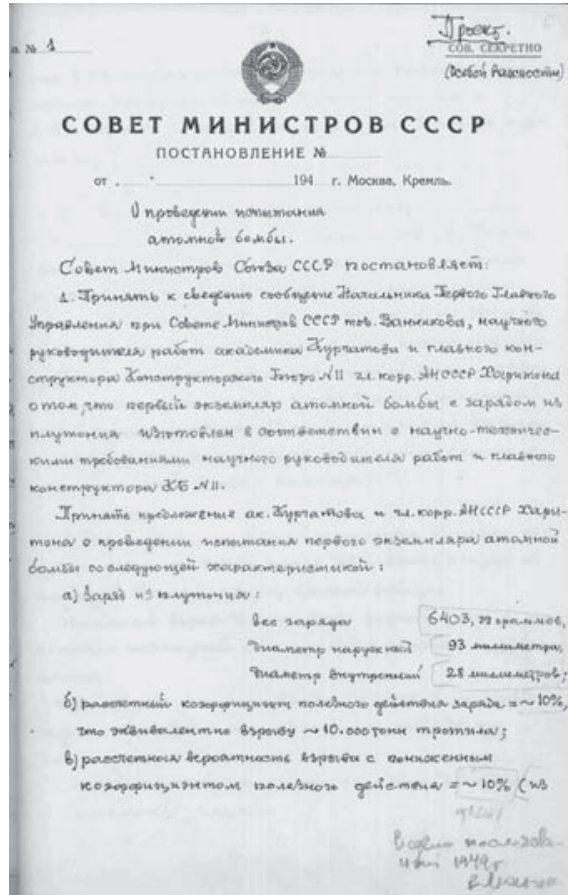 Проект.
№ 1
СОВ. СЕКРЕТНО
(Особой важности)
СОВЕТ МИНИСТРОВ СССР
ПОСТАНОВЛЕНИЕ №
от 194 г. Москва, Кремль.
О проведении испытания
атомной бомбы.
Совет Министров Союза ССР постановляет:
1. Принять к сведению сообщение Начальника Первого Главного
Управления при Совете Министров СССР тов. Ванникова, научного
руководителя работ академика Курчатова и главного кон-
структора Конструкторского Бюро №11 чл. корр. АН СССР Харитона
о том, что первый экземпляр атомной бомбы с зарядом из
плутония изготовлен в соответствии с научно-техничес-
кими требованиями научного руководителя работ и главного
конструктора КБ №11.
Принять предложение ак. Курчатова и чл. корр. АН СССР Хари-
тона о проведении испытания первого экземпляра атомной
бомбы со следующей характеристикой:
а) заряд из плутония:
вес заряда 6403, граммов,
диаметр наружный 93 миллиметра,
диаметр внутренний 28 миллиметров;
б) расчетный коэффициент полезного действия заряда = ~ 10%,
что эквивалентно взрыву ~ 10.000 тонн тротила;
в) расчетная вероятность взрыва с пониженным
коэффициентом полезного действия = ~ 10% (из
1949 г.